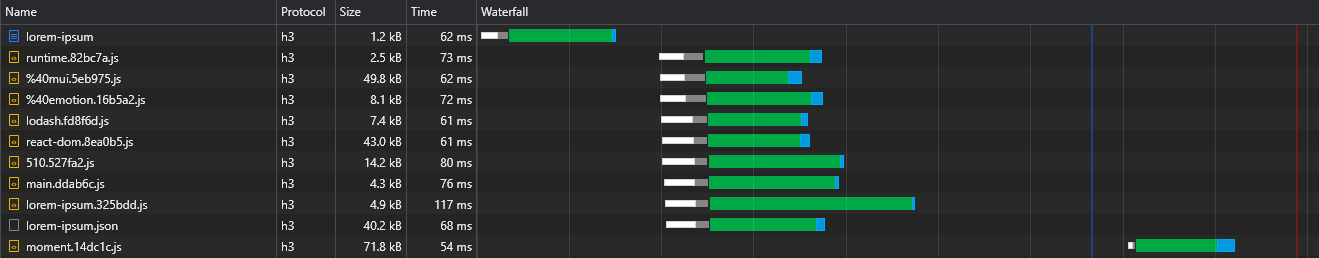 Name Protocol Size Time Waterfall
lorem-ipsum h3 1.2 kB 62 ms
runtime.82bc7a.js h3 2.5 kB 73 ms
%40mui.5eb975.js h3 49.8 kB 62 ms
%40emotion.16b5a2.js h3 8.1 kB 72 ms
lodash.fd8f6d.js h3 7.4 kB 61 ms
react-dom.8ea0b5.js h3 43.0 kB 61 ms
510.527fa2.js h3 14.2 kB 80 ms
main.ddab6c.js h3 4.3 kB 76 ms
lorem-ipsum.325bdd.js h3 4.9 kB 117 ms
lorem-ipsum.json h3 40.2 kB 68 ms
moment.14dc1c.js h3 71.8 kB 54 ms